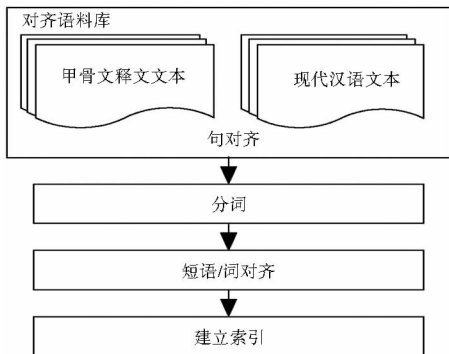 对齐语料库
甲骨文释文文本
现代汉语文本
句对齐
分词
短语/词对齐
建立索引